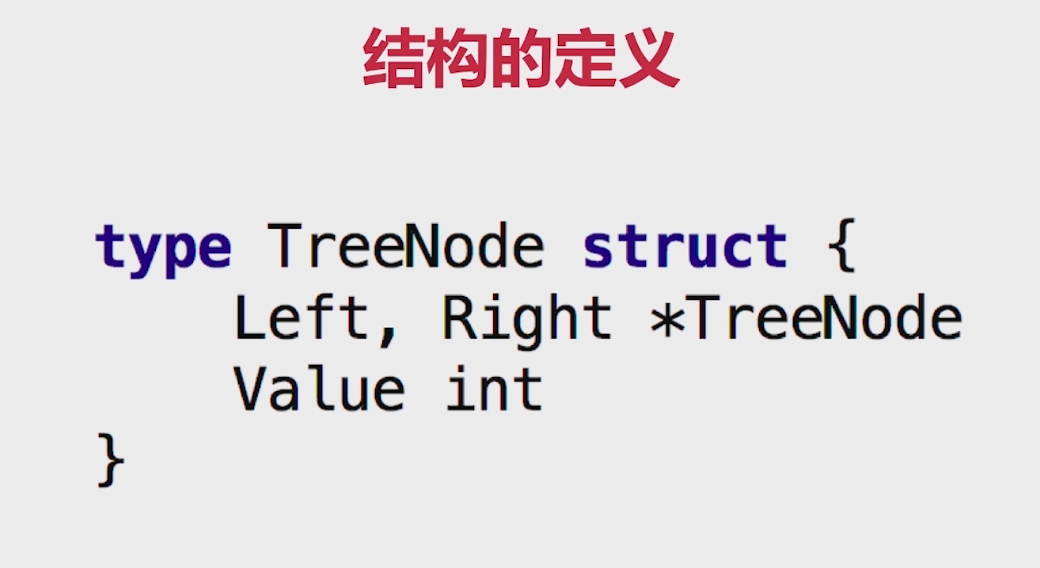 结构的定义
type TreeNode struct {
    Left, Right *TreeNode
    Value int
}